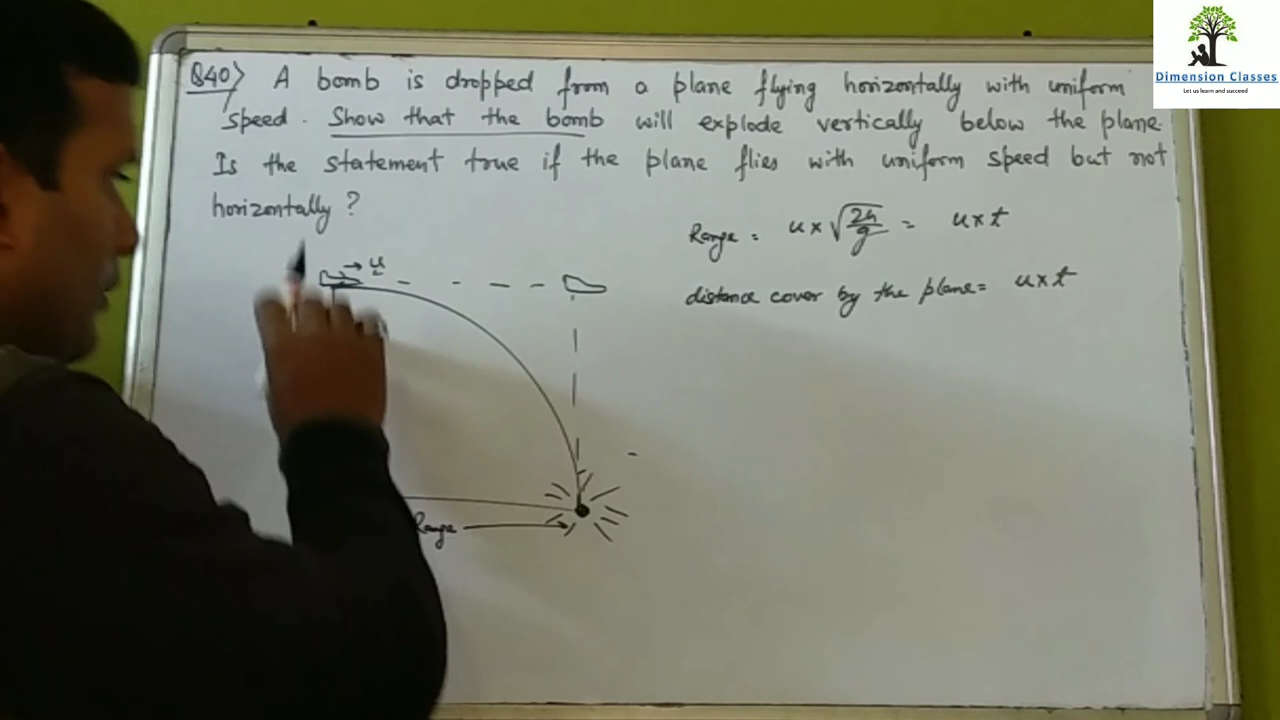 Q40> A bomb is dropped from a plane flying horizontally with uniform
speed. Show that the bomb will explode vertically below the plane.
Is the statement true if the plane flies with uniform speed but not
horizontally?
Range = u × √(2h/g) = u×t
→ u
distance cover by the plane = u×t
Range
Dimension Classes
Let us learn and succeed